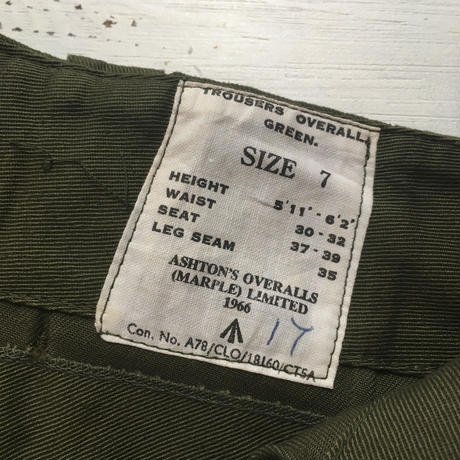 TROUSERS OVERALL
GREEN.
SIZE 7
HEIGHT 5'11" - 6'2"
WAIST 30 - 32
SEAT 37 - 39
LEG SEAM 35
ASHTON'S OVERALLS
(MARPLE) LIMITED
1966
17
Con. No. A78/CLO/18160/CT5A